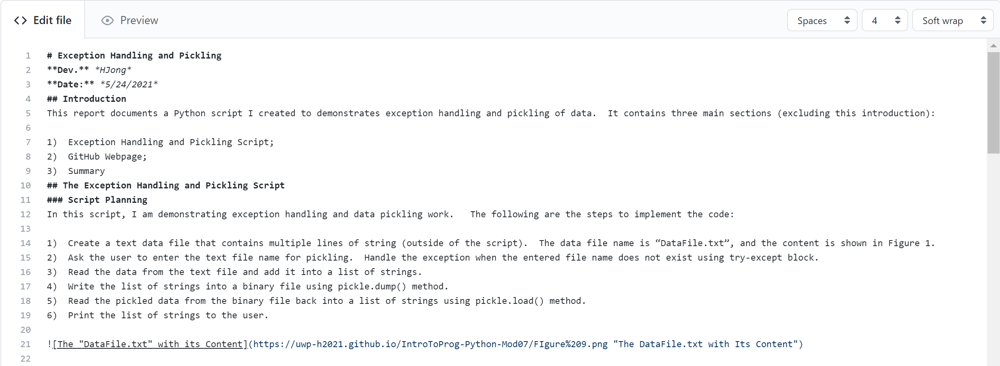 Edit file
Preview
Spaces
4
Soft wrap
1 # Exception Handling and Pickling
2 **Dev.** *HJong*
3 **Date:** *5/24/2021*
4 ## Introduction
5 This report documents a Python script I created to demonstrates exception handling and pickling of data.  It contains three main sections (excluding this introduction):
6
7 1)  Exception Handling and Pickling Script;
8 2)  GitHub Webpage;
9 3)  Summary
10 ## The Exception Handling and Pickling Script
11 ### Script Planning
12 In this script, I am demonstrating exception handling and data pickling work.   The following are the steps to implement the code:
13
14 1)  Create a text data file that contains multiple lines of string (outside of the script).  The data file name is “DataFile.txt”, and the content is shown in Figure 1.
15 2)  Ask the user to enter the text file name for pickling.  Handle the exception when the entered file name does not exist using try-except block.
16 3)  Read the data from the text file and add it into a list of strings.
17 4)  Write the list of strings into a binary file using pickle.dump() method.
18 5)  Read the pickled data from the binary file back into a list of strings using pickle.load() method.
19 6)  Print the list of strings to the user.
20
21 ![The "DataFile.txt" with its Content](https://uwp-h2021.github.io/IntroToProg-Python-Mod07/FIgure%209.png "The DataFile.txt with Its Content")
22